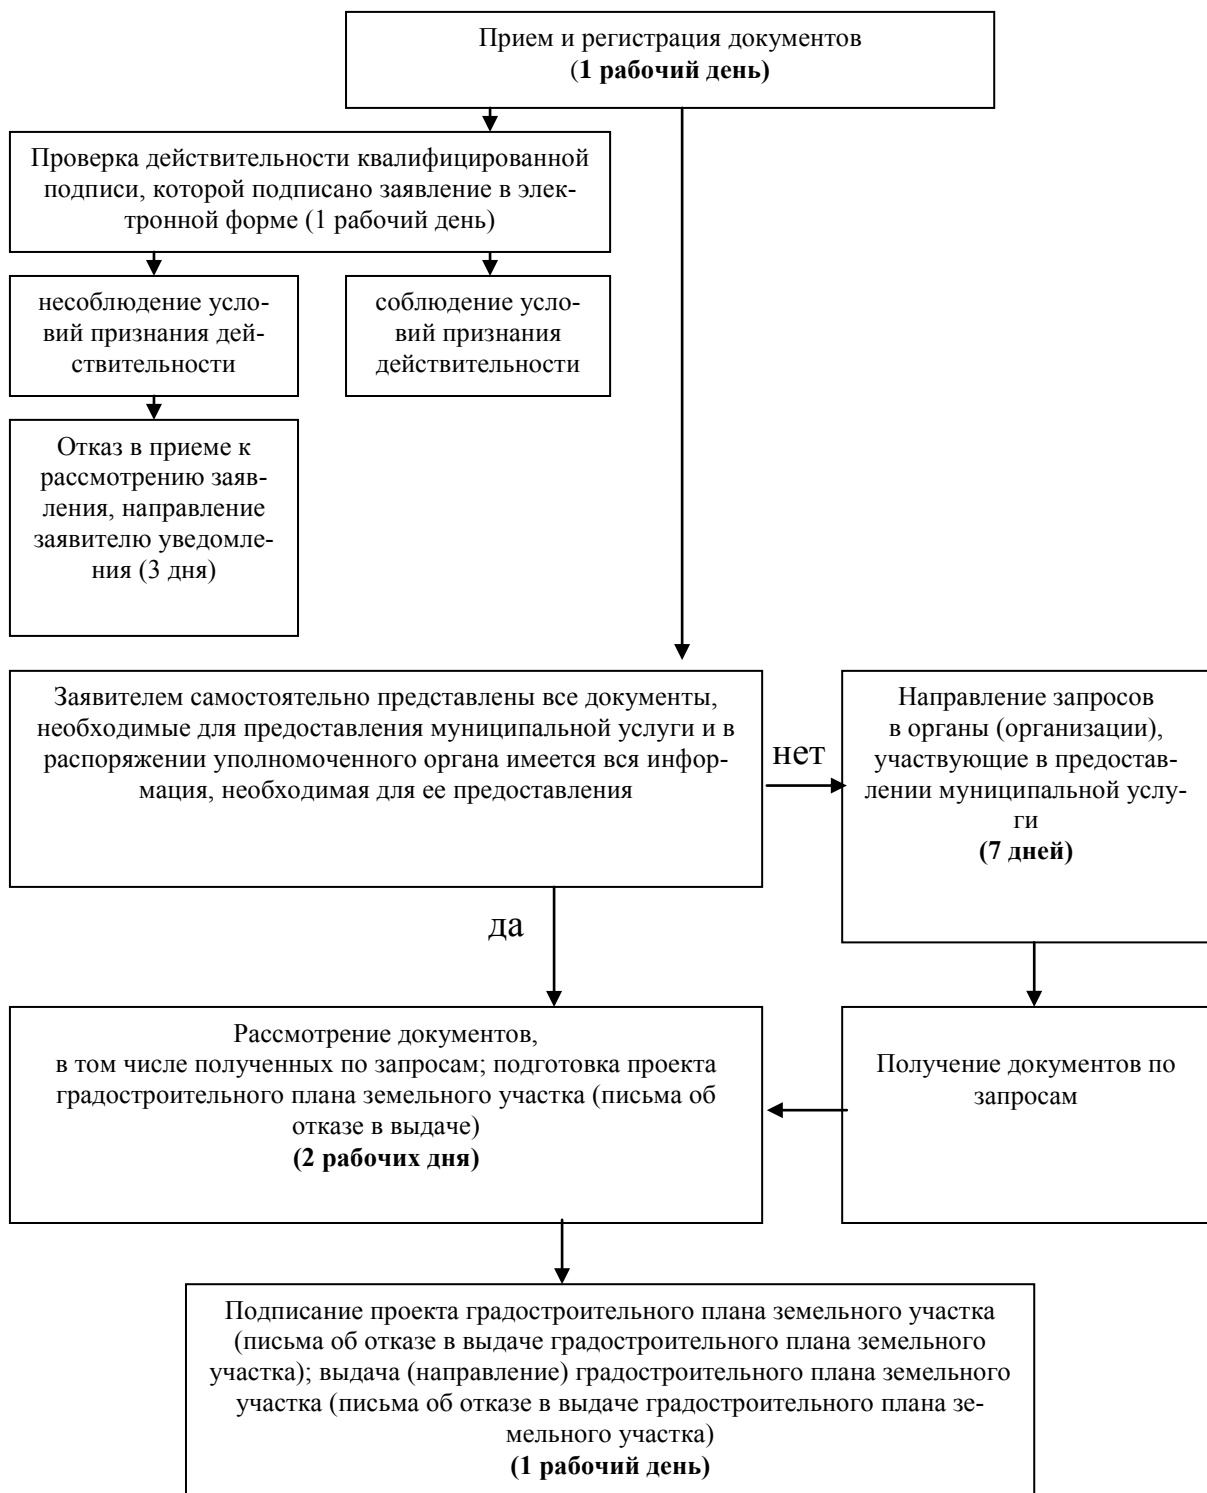 Прием и регистрация документов
(1 рабочий день)
Проверка действительности квалифицированной
подписи, которой подписано заявление в элек-
тронной форме (1 рабочий день)
несоблюдение усло-
вий признания дей-
ствительности
соблюдение усло-
вий признания
действительности
Отказ в приеме к
рассмотрению заяв-
ления, направление
заявителю уведомле-
ния (3 дня)
Заявителем самостоятельно представлены все документы,
необходимые для предоставления муниципальной услуги и в
распоряжении уполномоченного органа имеется вся инфор-
мация, необходимая для ее предоставления
нет
Направление запросов
в органы (организации),
участвующие в предостав-
лении муниципальной услу-
ги
(7 дней)
да
Рассмотрение документов,
в том числе полученных по запросам; подготовка проекта
градостроительного плана земельного участка (письма об
отказе в выдаче)
(2 рабочих дня)
Получение документов по
запросам
Подписание проекта градостроительного плана земельного участка
(письма об отказе в выдаче градостроительного плана земельного
участка); выдача (направление) градостроительного плана земельного
участка (письма об отказе в выдаче градостроительного плана зе-
мельного участка)
(1 рабочий день)